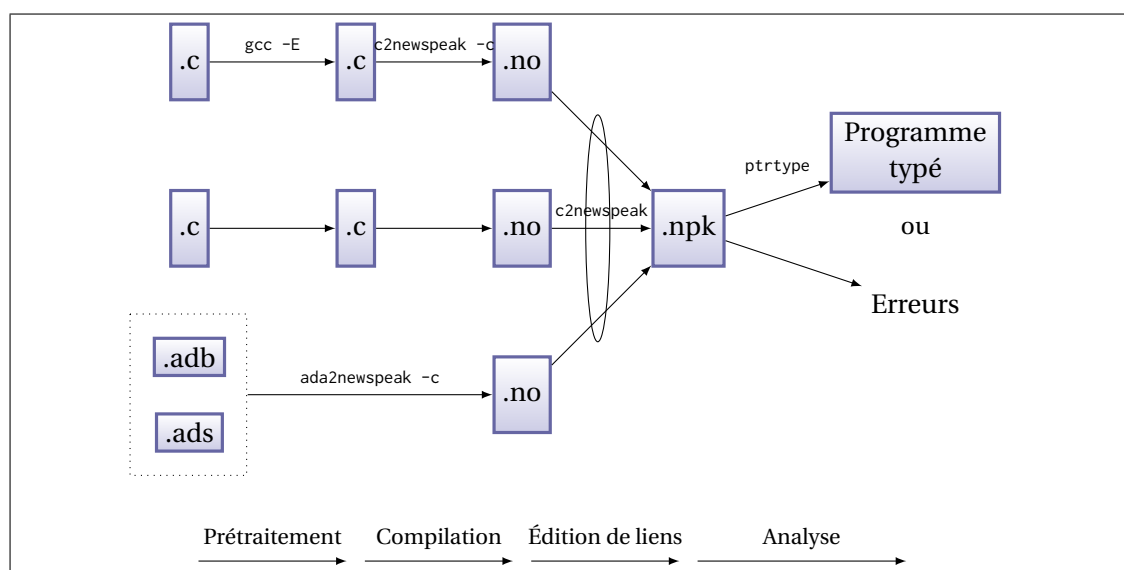 .c
gcc -E
.c
c2newspeak -c
.no
.c
.c
.no
c2newspeak
.npk
ptrtype
Programme
typé
ou
Erreurs
.adb
.ads
ada2newspeak -c
.no
Prétraitement
Compilation
Édition de liens
Analyse